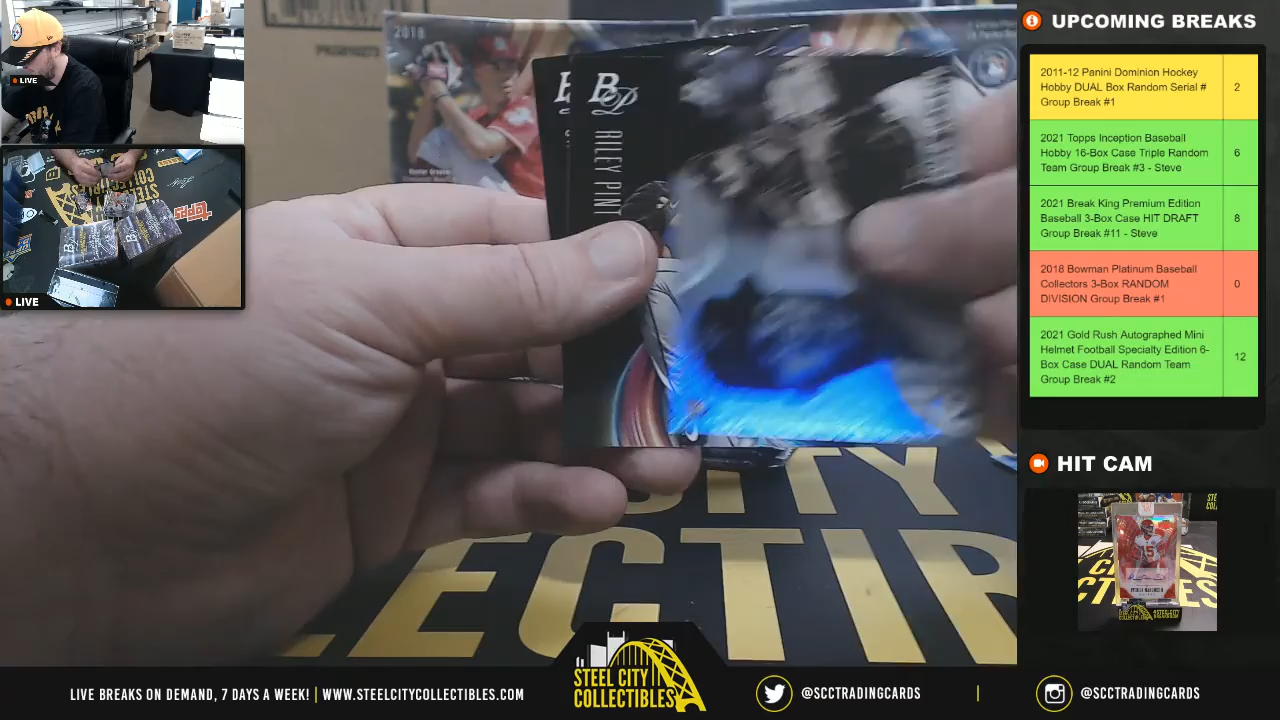 UPCOMING BREAKS
2011-12 Panini Dominion Hockey
Hobby DUAL Box Random Serial #
Group Break #1
2
2021 Topps Inception Baseball
Hobby 16-Box Case Triple Random
Team Group Break #3 - Steve
6
2021 Break King Premium Edition
Baseball 3-Box Case HIT DRAFT
Group Break #11 - Steve
8
2018 Bowman Platinum Baseball
Collectors 3-Box RANDOM
DIVISION Group Break #1
0
2021 Gold Rush Autographed Mini
Helmet Football Specialty Edition 6-
Box Case DUAL Random Team
Group Break #2
12
HIT CAM
LIVE
LIVE
2018
BP
RILEY PINT
topps
CITY
LECTIR
LIVE BREAKS ON DEMAND, 7 DAYS A WEEK! | WWW.STEELCITYCOLLECTIBLES.COM
STEEL CITY
COLLECTIBLES
@SCCTRADINGCARDS
|
@SCCTRADINGCARDS